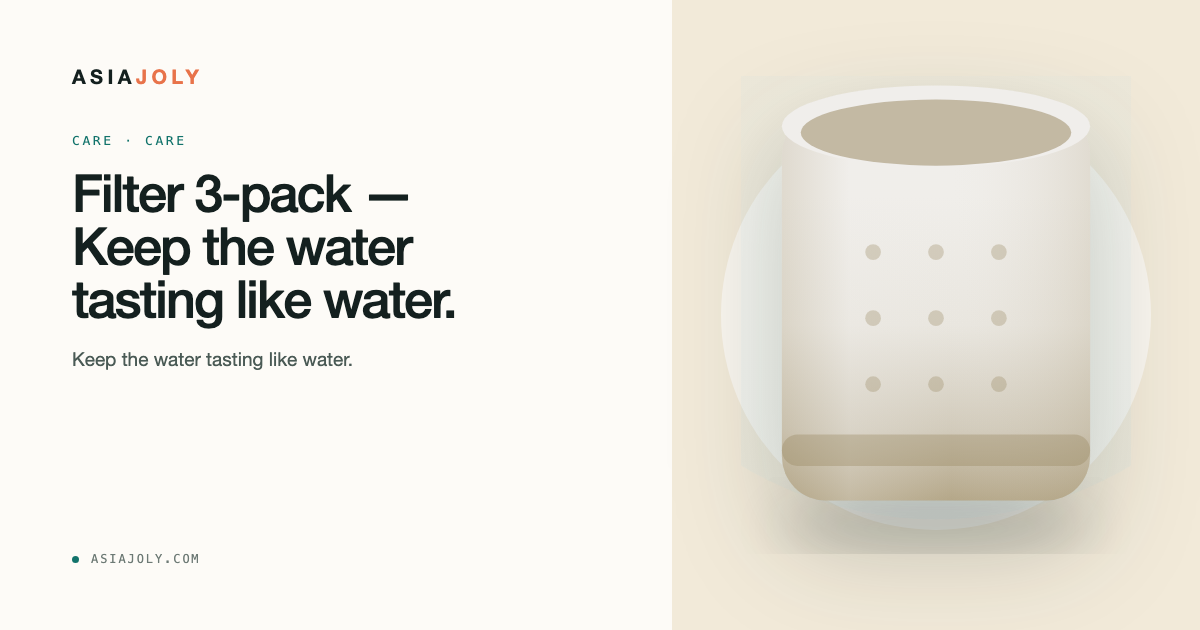 ASIAJOLY
CARE · CARE
Filter 3-pack —
Keep the water
tasting like water.
Keep the water tasting like water.
ASIAJOLY.COM